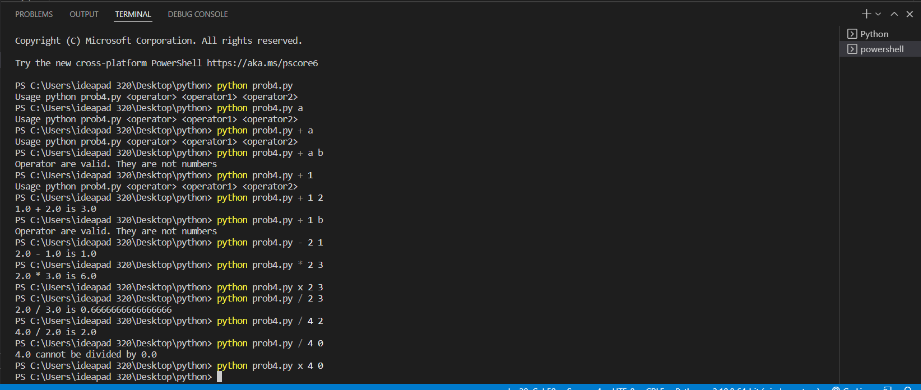 PROBLEMS OUTPUT TERMINAL DEBUG CONSOLE
Python
powershell
Copyright (C) Microsoft Corporation. All rights reserved.
Try the new cross-platform PowerShell https://aka.ms/pscore6
PS C:\Users\ideapad 320\Desktop\python> python prob4.py
Usage python prob4.py <operator> <operator1> <operator2>
PS C:\Users\ideapad 320\Desktop\python> python prob4.py a
Usage python prob4.py <operator> <operator1> <operator2>
PS C:\Users\ideapad 320\Desktop\python> python prob4.py + a
Usage python prob4.py <operator> <operator1> <operator2>
PS C:\Users\ideapad 320\Desktop\python> python prob4.py + a b
Operator are valid. They are not numbers
PS C:\Users\ideapad 320\Desktop\python> python prob4.py + 1
Usage python prob4.py <operator> <operator1> <operator2>
PS C:\Users\ideapad 320\Desktop\python> python prob4.py + 1 2
1.0 + 2.0 is 3.0
PS C:\Users\ideapad 320\Desktop\python> python prob4.py + 1 b
Operator are valid. They are not numbers
PS C:\Users\ideapad 320\Desktop\python> python prob4.py - 2 1
2.0 - 1.0 is 1.0
PS C:\Users\ideapad 320\Desktop\python> python prob4.py * 2 3
2.0 * 3.0 is 6.0
PS C:\Users\ideapad 320\Desktop\python> python prob4.py x 2 3
PS C:\Users\ideapad 320\Desktop\python> python prob4.py / 2 3
2.0 / 3.0 is 0.6666666666666666
PS C:\Users\ideapad 320\Desktop\python> python prob4.py / 4 2
4.0 / 2.0 is 2.0
PS C:\Users\ideapad 320\Desktop\python> python prob4.py / 4 0
4.0 cannot be divided by 0.0
PS C:\Users\ideapad 320\Desktop\python> python prob4.py x 4 0
PS C:\Users\ideapad 320\Desktop\python>